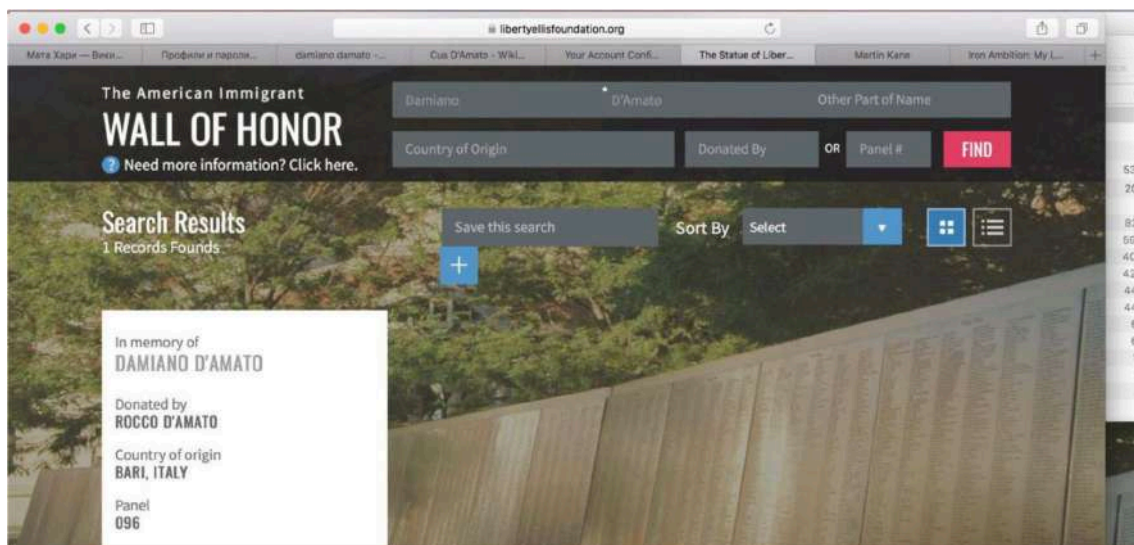 libertyellisfoundation.org
Мата Хари — Вики...
Профили и пароли...
damiano damato -...
Cus D'Amato - Wiki...
Your Account Confi...
The Statue of Liber...
Martin Kane
Iron Ambition: My L...
The American Immigrant
WALL OF HONOR
? Need more information? Click here.
Damiano
D'Amato
Other Part of Name
Country of Origin
Donated By
OR
Panel #
FIND
Search Results
1 Records Founds
Save this search
+
Sort By
Select
In memory of
DAMIANO D'AMATO
Donated by
ROCCO D'AMATO
Country of origin
BARI, ITALY
Panel
096